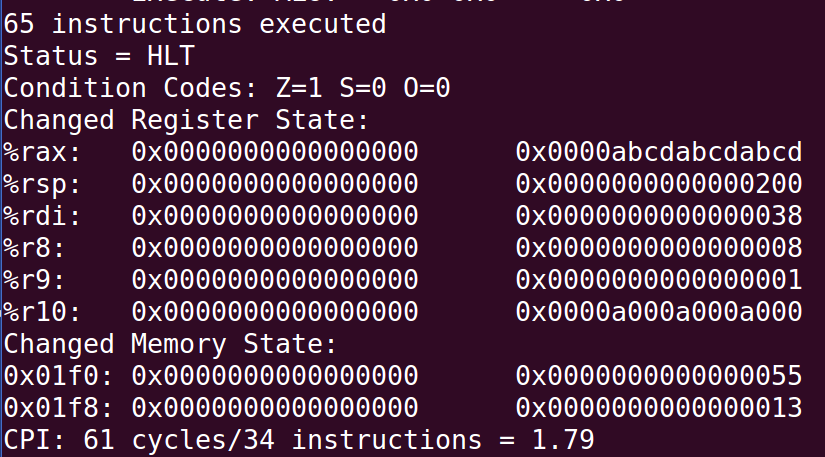 65 instructions executed
Status = HLT
Condition Codes: Z=1 S=0 O=0
Changed Register State:
%rax:   0x0000000000000000      0x0000abcdabcdabcd
%rsp:   0x0000000000000000      0x0000000000000200
%rdi:   0x0000000000000000      0x0000000000000038
%r8:    0x0000000000000000      0x0000000000000008
%r9:    0x0000000000000000      0x0000000000000001
%r10:   0x0000000000000000      0x0000a000a000a000
Changed Memory State:
0x01f0: 0x0000000000000000      0x0000000000000055
0x01f8: 0x0000000000000000      0x0000000000000013
CPI: 61 cycles/34 instructions = 1.79